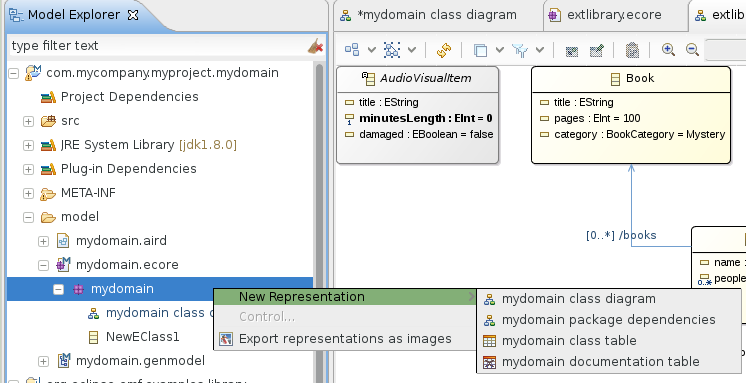 Model Explorer
type filter text
com.mycompany.myproject.mydomain
Project Dependencies
src
JRE System Library [jdk1.8.0]
Plug-in Dependencies
META-INF
model
mydomain.aird
mydomain.ecore
mydomain
mydomain class
NewEClass1
mydomain.genmodel
*mydomain class diagram
extlibrary.ecore
AudioVisualItem
title : EString
minutesLength : EInt = 0
damaged : EBoolean = false
Book
title : EString
pages : EInt = 100
category : BookCategory = Mystery
[0..*] /books
name :
0..*
New Representation
Control...
Export representations as images
mydomain class diagram
mydomain package dependencies
mydomain class table
mydomain documentation table